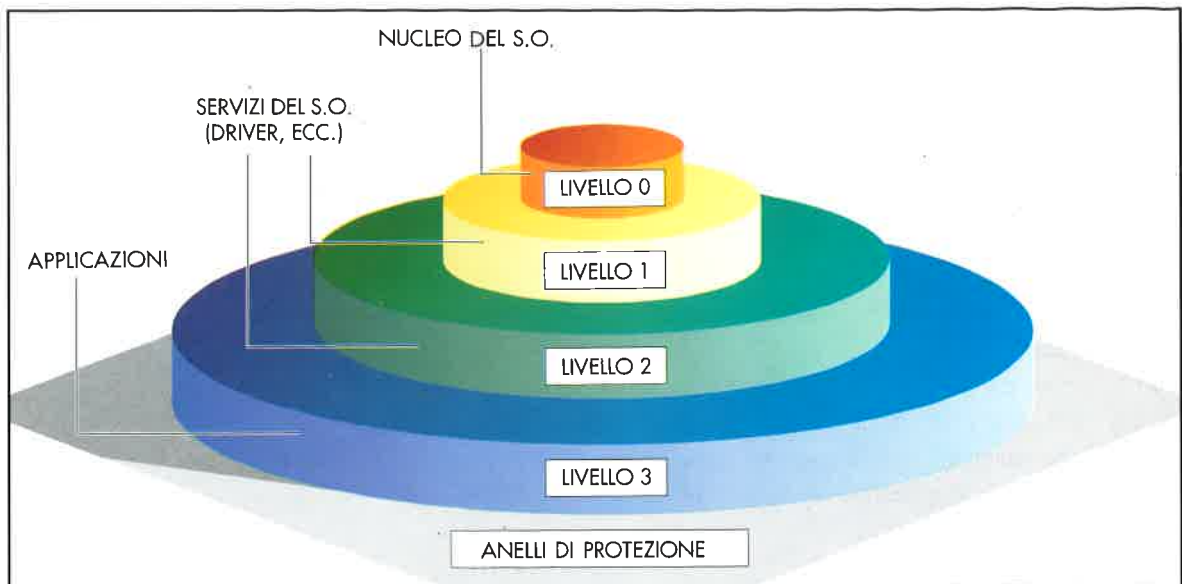 NUCLEO DEL S.O.
SERVIZI DEL S.O.
(DRIVER, ECC.)
APPLICAZIONI
LIVELLO 0
LIVELLO 1
LIVELLO 2
LIVELLO 3
ANELLI DI PROTEZIONE